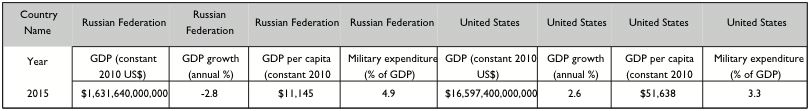 Country Name Russian Federation Russian Federation Russian Federation Russian Federation United States United States United States United States
Year GDP (constant 2010 US$) GDP growth (annual %) GDP per capita (constant 2010 Military expenditure (% of GDP) GDP (constant 2010 US$) GDP growth (annual %) GDP per capita (constant 2010 Military expenditure (% of GDP)
2015 $1,631,640,000,000 -2.8 $11,145 4.9 $16,597,400,000,000 2.6 $51,638 3.3